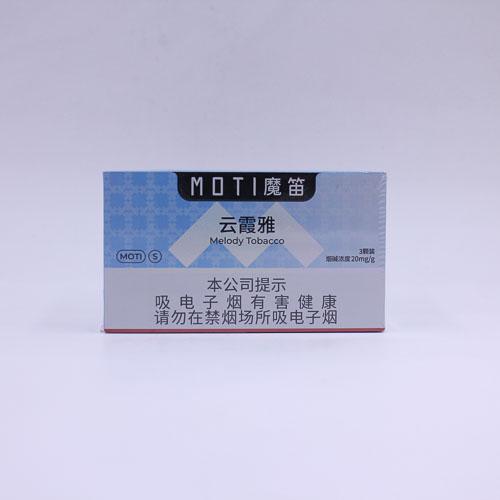 MOTI魔笛
云霞雅
Melody Tobacco
MOTI S
3颗装
烟碱浓度20mg/g
本公司提示
吸电子烟有害健康
请勿在禁烟场所吸电子烟